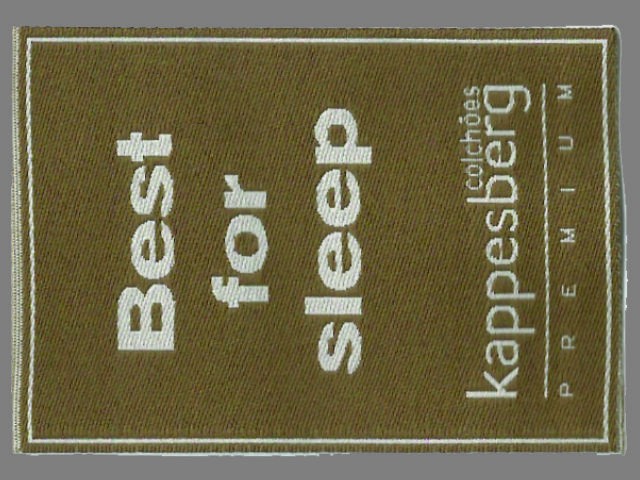 Best
for
sleep
colchões
kappesberg
PREMIUM